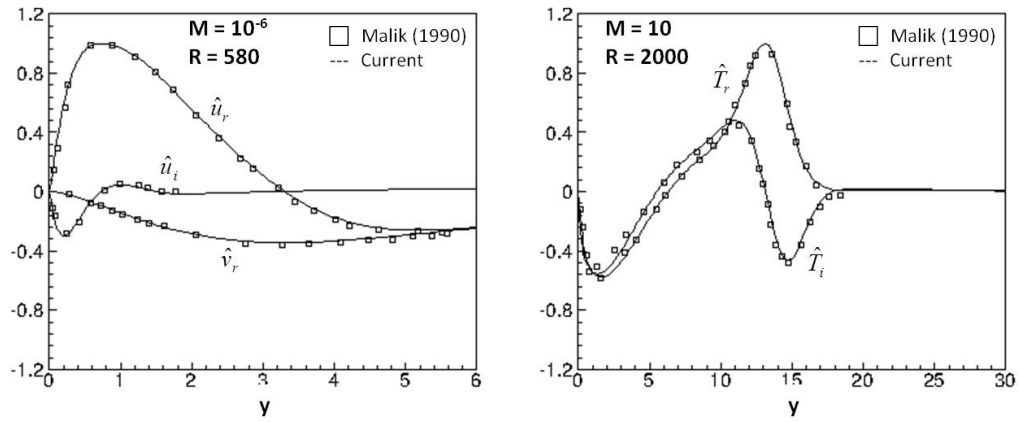 1.2
0.8
0.4
0
-0.4
-0.8
-1.2
0 1 2 3 4 5 6
y
M = 10⁻⁶
R = 580
Malik (1990)
Current
û_r
û_i
v̂_r
1.2
0.8
0.4
0
-0.4
-0.8
-1.2
0 5 10 15 20 25 30
y
M = 10
R = 2000
Malik (1990)
Current
T̂_r
T̂_i